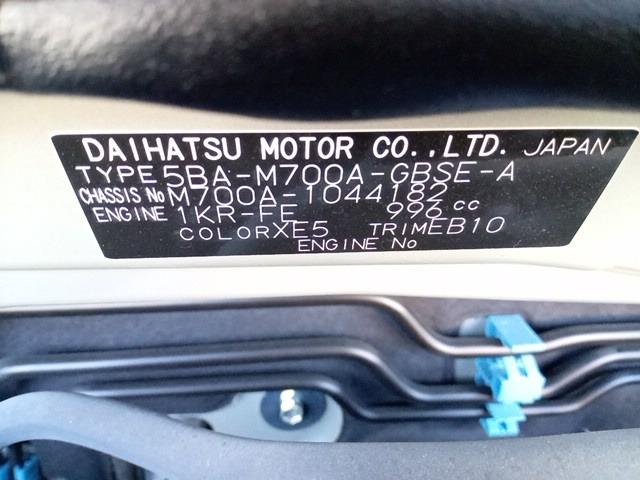 DAIHATSU MOTOR CO.,LTD. JAPAN
TYPE 5BA-M700A-GBSE-A
CHASSIS No M700A-1044182
ENGINE 1KR-FE 996 cc
COLOR XE5 TRIM EB10
ENGINE No